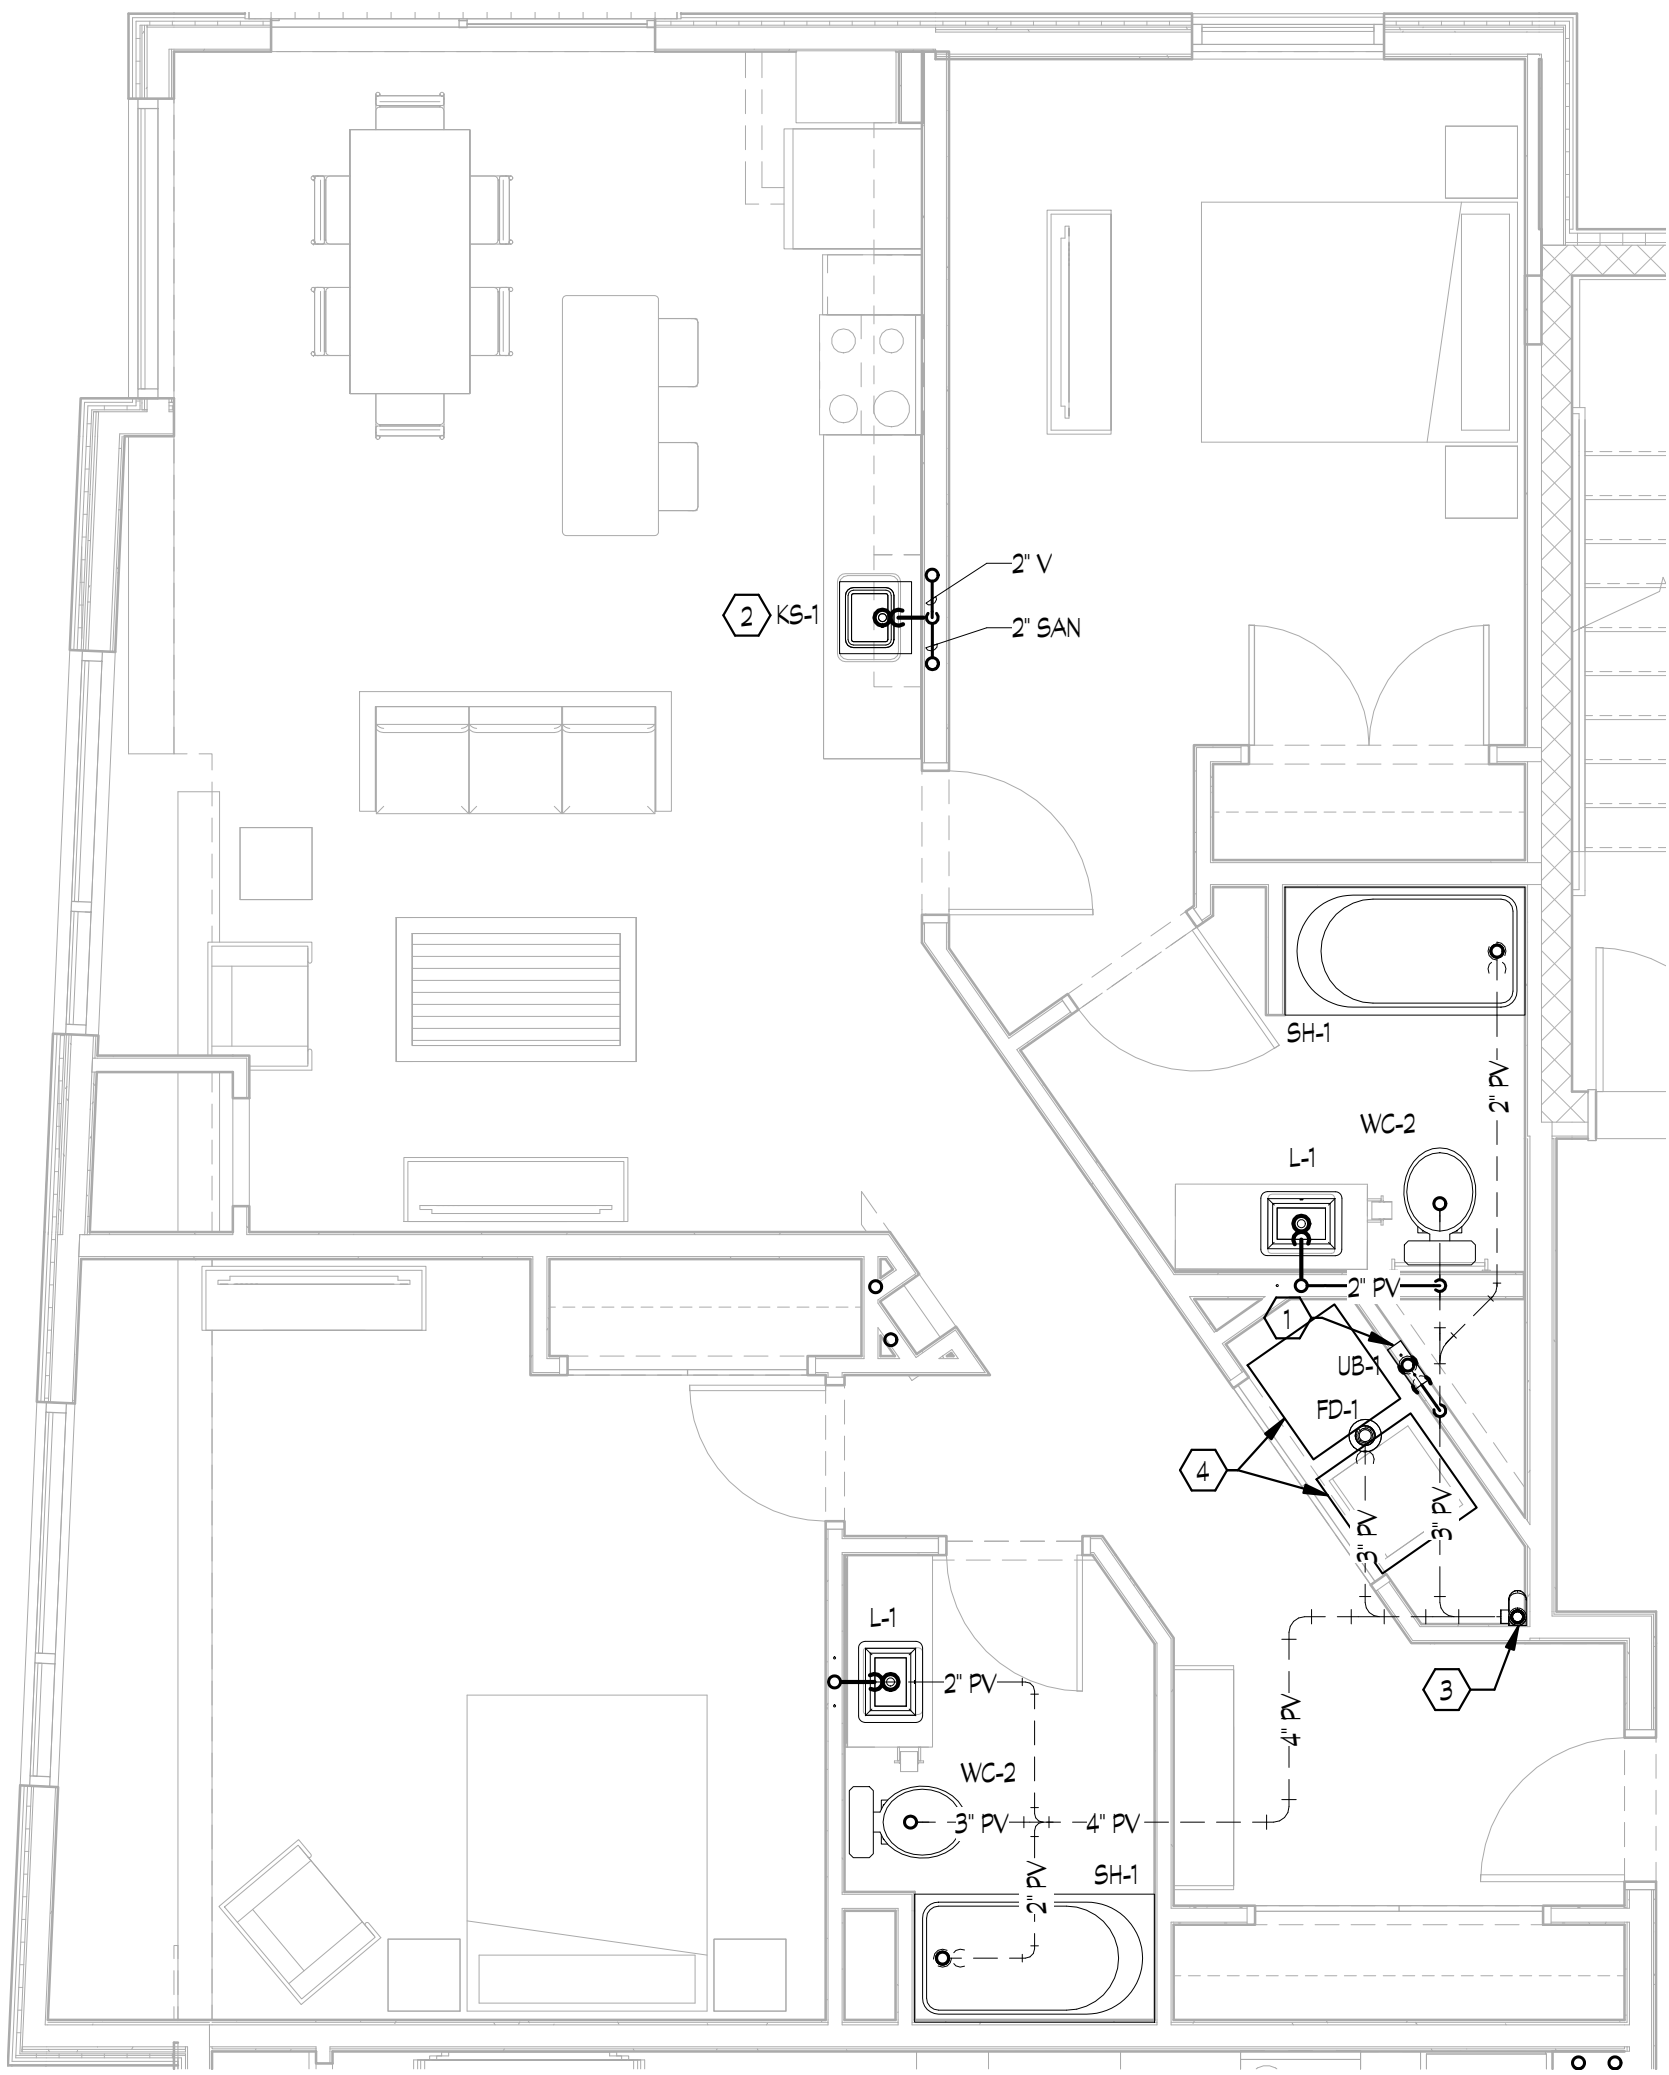 2" V
2 KS-1
2" SAN
SH-1
2" PV
WC-2
L-1
2" PV
1
UB-1
FD-1
4
3" PV
3" PV
L-1
2" PV
3
4" PV
WC-2
3" PV
4" PV
SH-1
2" PV